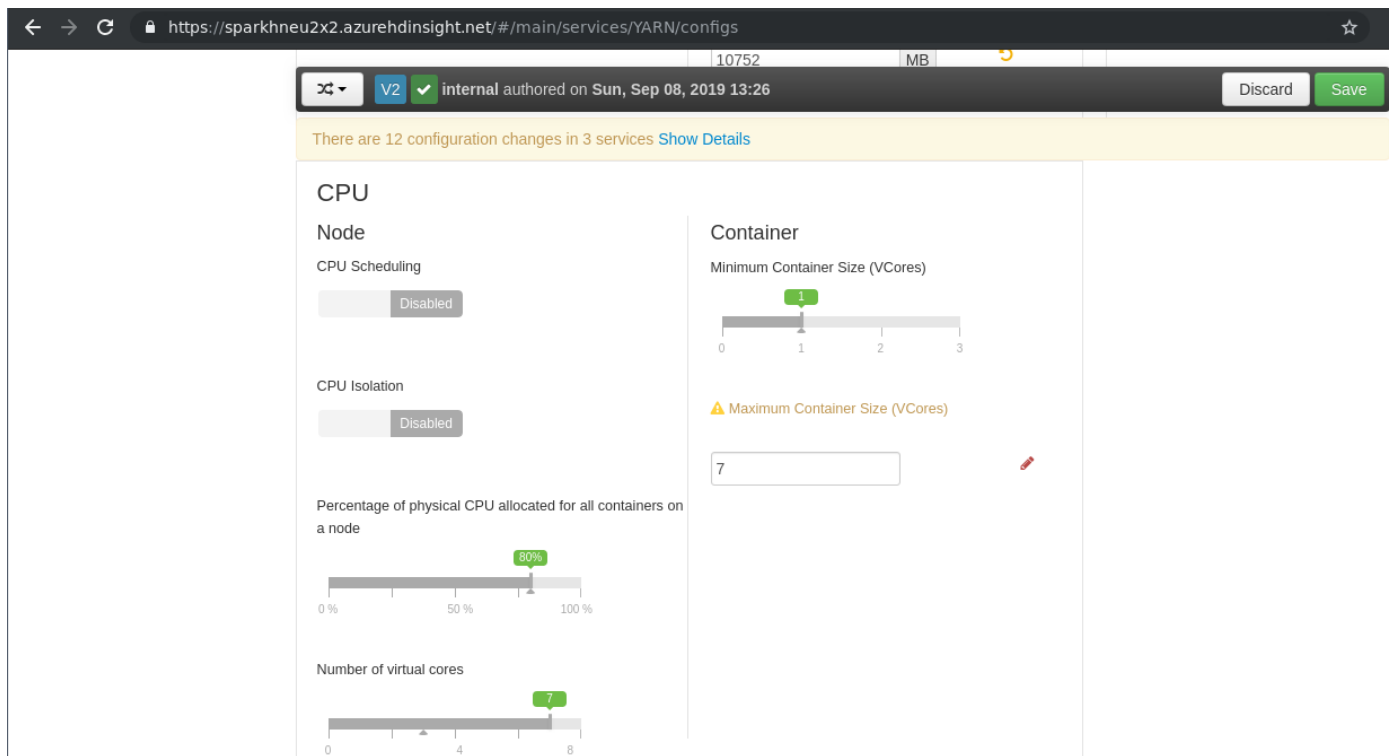 https://sparkhneu2x2.azurehdinsight.net/#/main/services/YARN/configs
10752 MB
V2 internal authored on Sun, Sep 08, 2019 13:26 Discard Save
There are 12 configuration changes in 3 services Show Details
CPU
Node
CPU Scheduling
Disabled
CPU Isolation
Disabled
Percentage of physical CPU allocated for all containers on
a node
80%
0 % 50 % 100 %
Number of virtual cores
7
0 4 8
Container
Minimum Container Size (VCores)
1
0 1 2 3
Maximum Container Size (VCores)
7